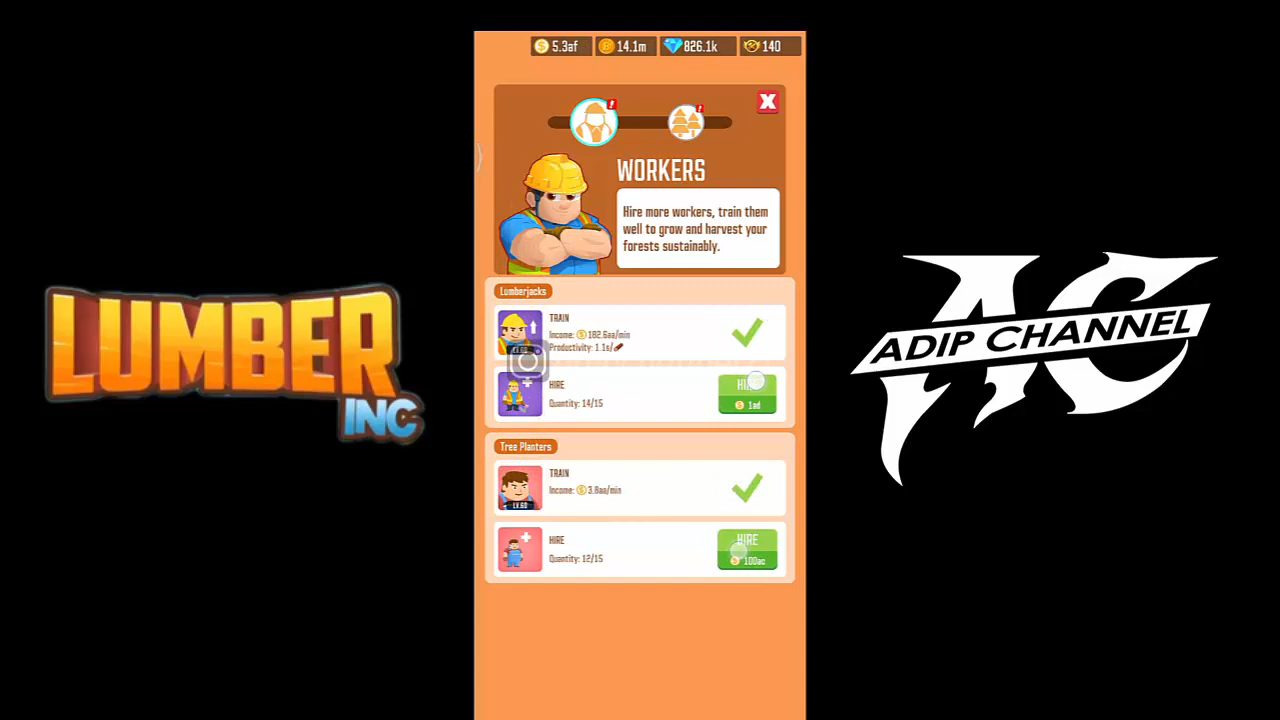 5.3af 14.1m 826.1k 140
WORKERS
Hire more workers, train them
well to grow and harvest your
forests sustainably.
Lumberjacks
TRAIN
Income: 182.6aa/min
Productivity: 1.1s/
HIRE
Quantity: 14/15
1ad
Tree Planters
TRAIN
Income: 3.8aa/min
LV.60
HIRE
Quantity: 12/15
HIRE
100ac
LUMBER
INC
AC
ADIP CHANNEL